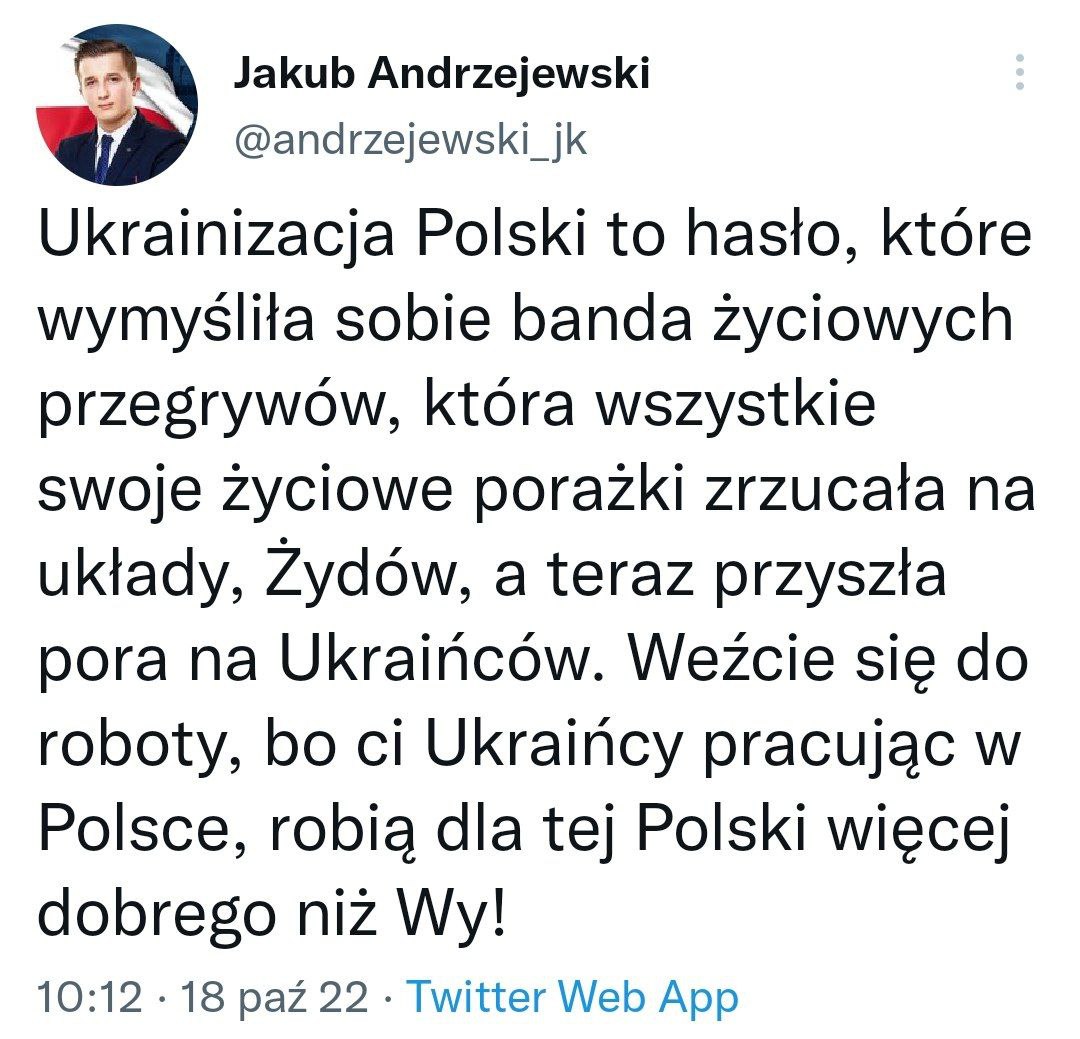 Jakub Andrzejewski
@andrzejewski_jk
Ukrainizacja Polski to hasło, które
wymyśliła sobie banda życiowych
przegrywów, która wszystkie
swoje życiowe porażki zrzucała na
układy, Żydów, a teraz przyszła
pora na Ukraińców. Weźcie się do
roboty, bo ci Ukraińcy pracując w
Polsce, robią dla tej Polski więcej
dobrego niż Wy!
10:12 · 18 paź 22 · Twitter Web App